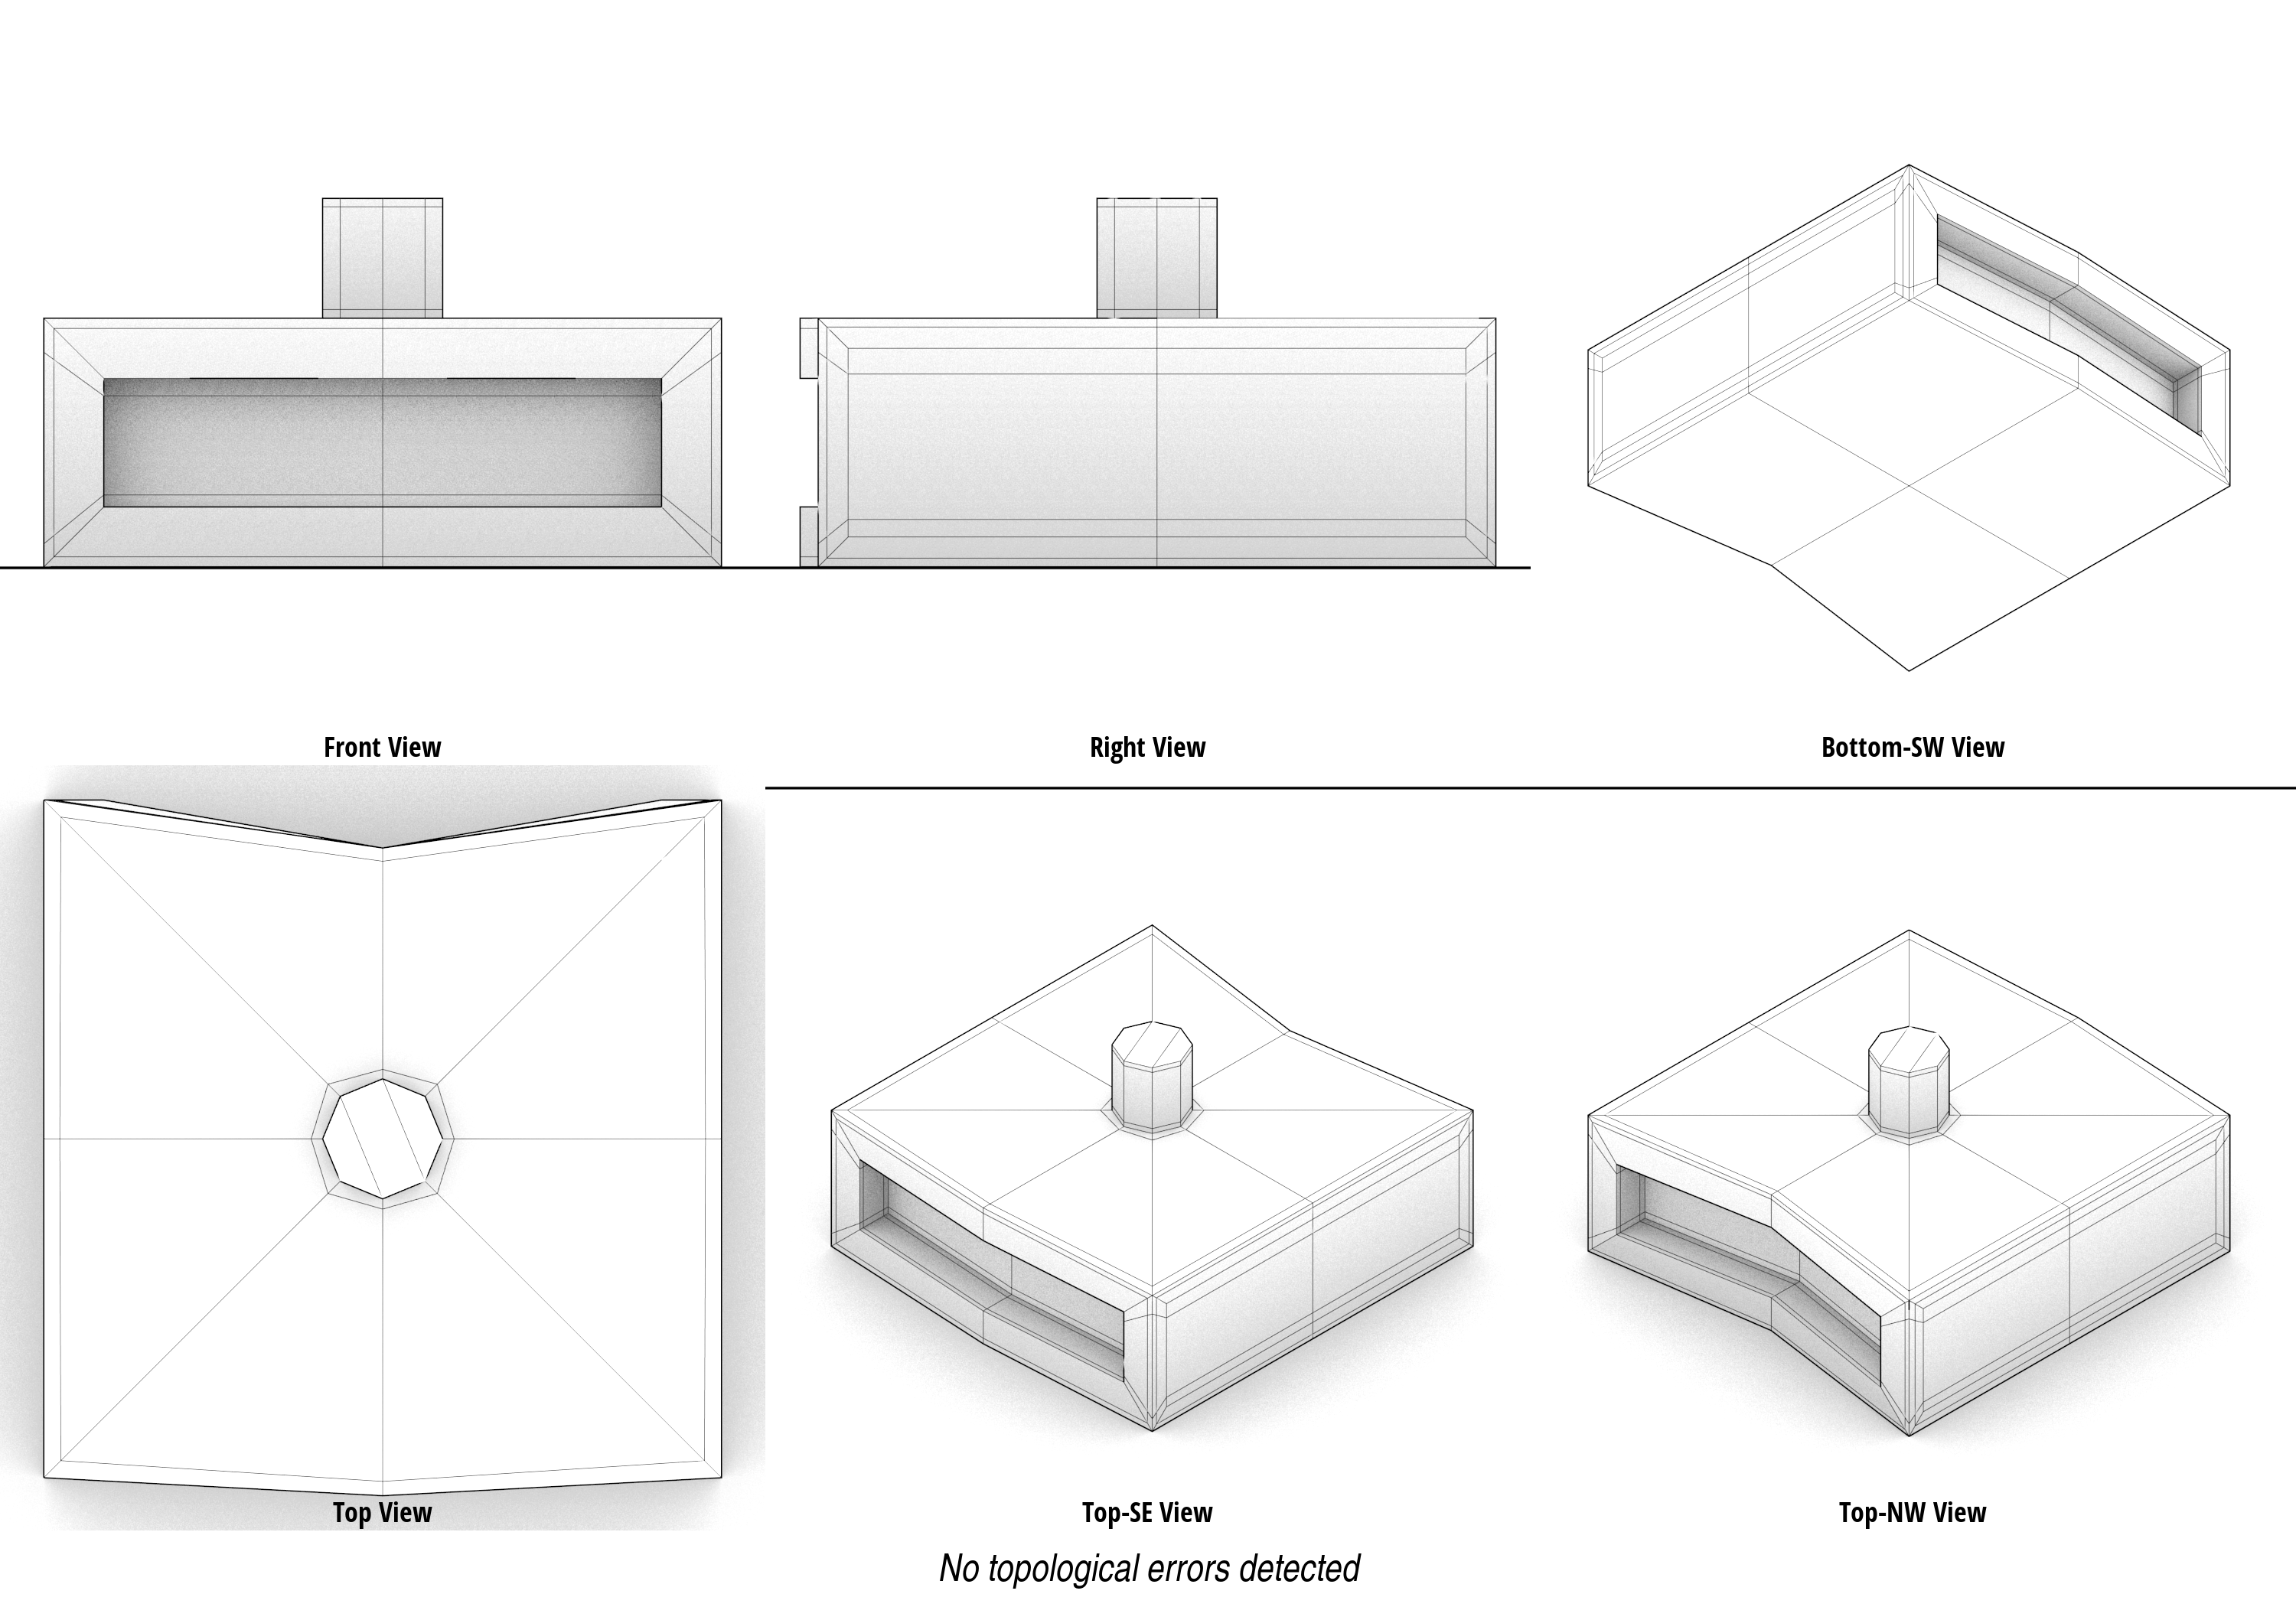 Front View
Right View
Bottom-SW View
Top View
Top-SE View
Top-NW View
No topological errors detected